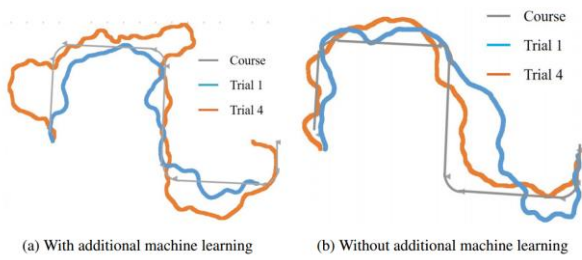 Course
Trial 1
Trial 4
Course
Trial 1
Trial 4
(a) With additional machine learning
(b) Without additional machine learning